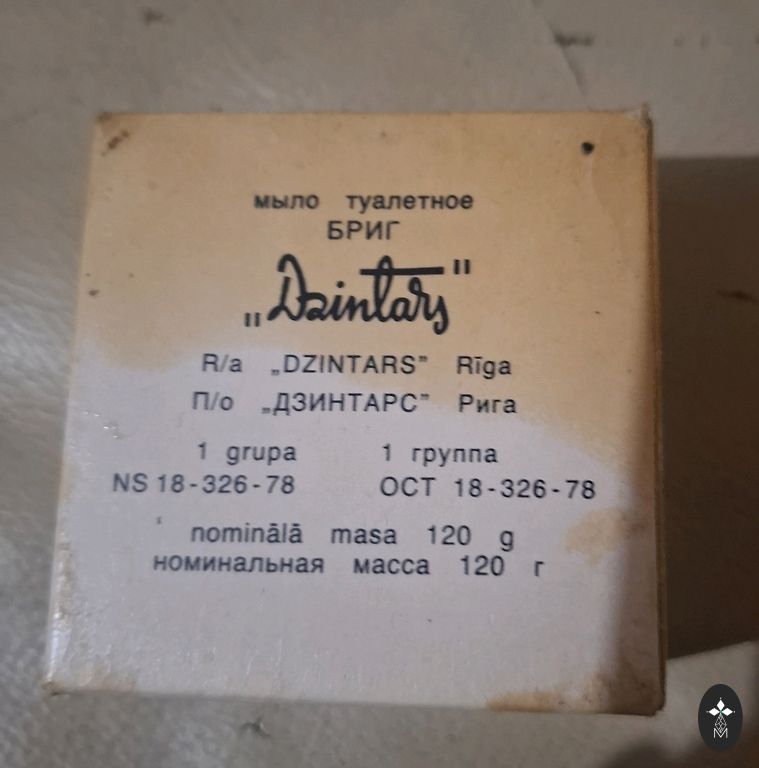 мыло туалетное
БРИГ
„Dzintars"
R/a „DZINTARS” Rīga
П/о „ДЗИНТАРС” Рига
1 grupa 1 группа
NS 18-326-78 ОСТ 18-326-78
nominālā masa 120 g
номинальная масса 120 г
M